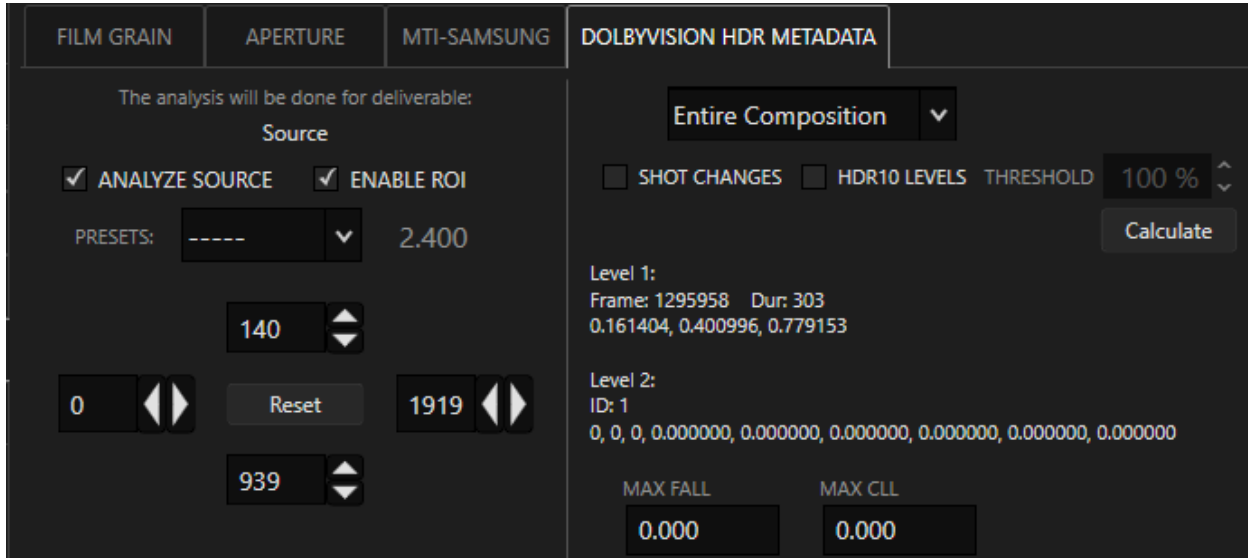 FILM GRAIN APERTURE MTI-SAMSUNG DOLBYVISION HDR METADATA
The analysis will be done for deliverable:
Source
ANALYZE SOURCE ENABLE ROI
PRESETS: ----- 2.400
140
0 Reset 1919
939
Entire Composition
SHOT CHANGES HDR10 LEVELS THRESHOLD 100 %
Calculate
Level 1:
Frame: 1295958 Dur: 303
0.161404, 0.400996, 0.779153
Level 2:
ID: 1
0, 0, 0, 0.000000, 0.000000, 0.000000, 0.000000, 0.000000, 0.000000
MAX FALL MAX CLL
0.000 0.000